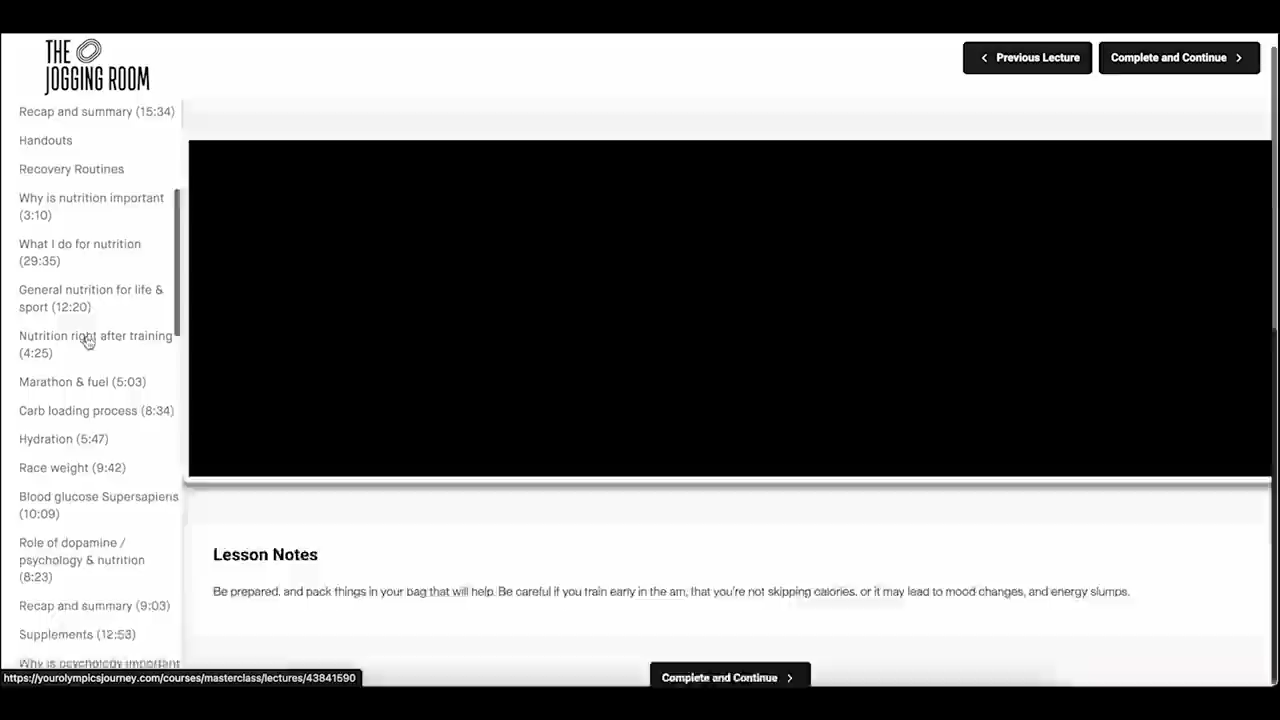 THE
JOGGING ROOM
Previous Lecture
Complete and Continue
Recap and summary (15:34)
Handouts
Recovery Routines
Why is nutrition important
(3:10)
What I do for nutrition
(29:35)
General nutrition for life &
sport (12:20)
Nutrition right after training
(4:25)
Marathon & fuel (5:03)
Carb loading process (8:34)
Hydration (5:47)
Race weight (9:42)
Blood glucose Supersapiens
(10:09)
Role of dopamine /
psychology & nutrition
(8:23)
Recap and summary (9:03)
Supplements (12:53)
Why is psychology important
Lesson Notes
Be prepared. and pack things in your bag that will help. Be careful if you train early in the am, that you're not skipping calories. or it may lead to mood changes, and energy slumps.
Complete and Continue
https://yourolympicsjourney.com/courses/masterclass/lectures/43841590